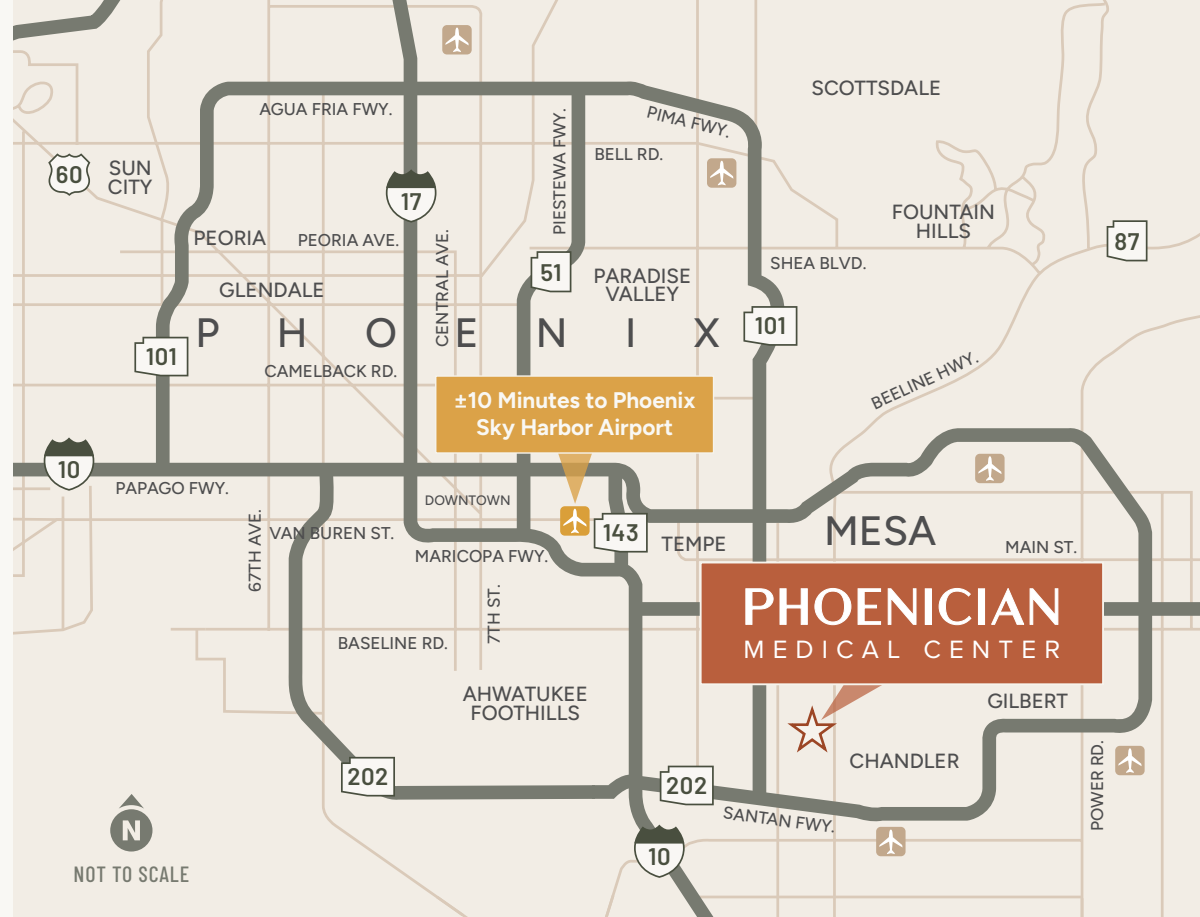 SCOTTSDALE
AGUA FRIA FWY.
PIMA FWY.
PIESTEWA FWY.
BELL RD.
60
SUN
CITY
17
FOUNTAIN
HILLS
87
PEORIA
PEORIA AVE.
CENTRAL AVE.
51
SHEA BLVD.
PARADISE
VALLEY
GLENDALE
PHOENIX
101
101
CAMELBACK RD.
BEELINE HWY.
±10 Minutes to Phoenix
Sky Harbor Airport
10
PAPAGO FWY.
DOWNTOWN
67TH AVE.
VAN BUREN ST.
143
TEMPE
MESA
MAIN ST.
MARICOPA FWY.
7TH ST.
PHOENICIAN
MEDICAL CENTER
BASELINE RD.
AHWATUKEE
FOOTHILLS
GILBERT
CHANDLER
POWER RD.
202
202
SANTAN FWY.
N
10
NOT TO SCALE